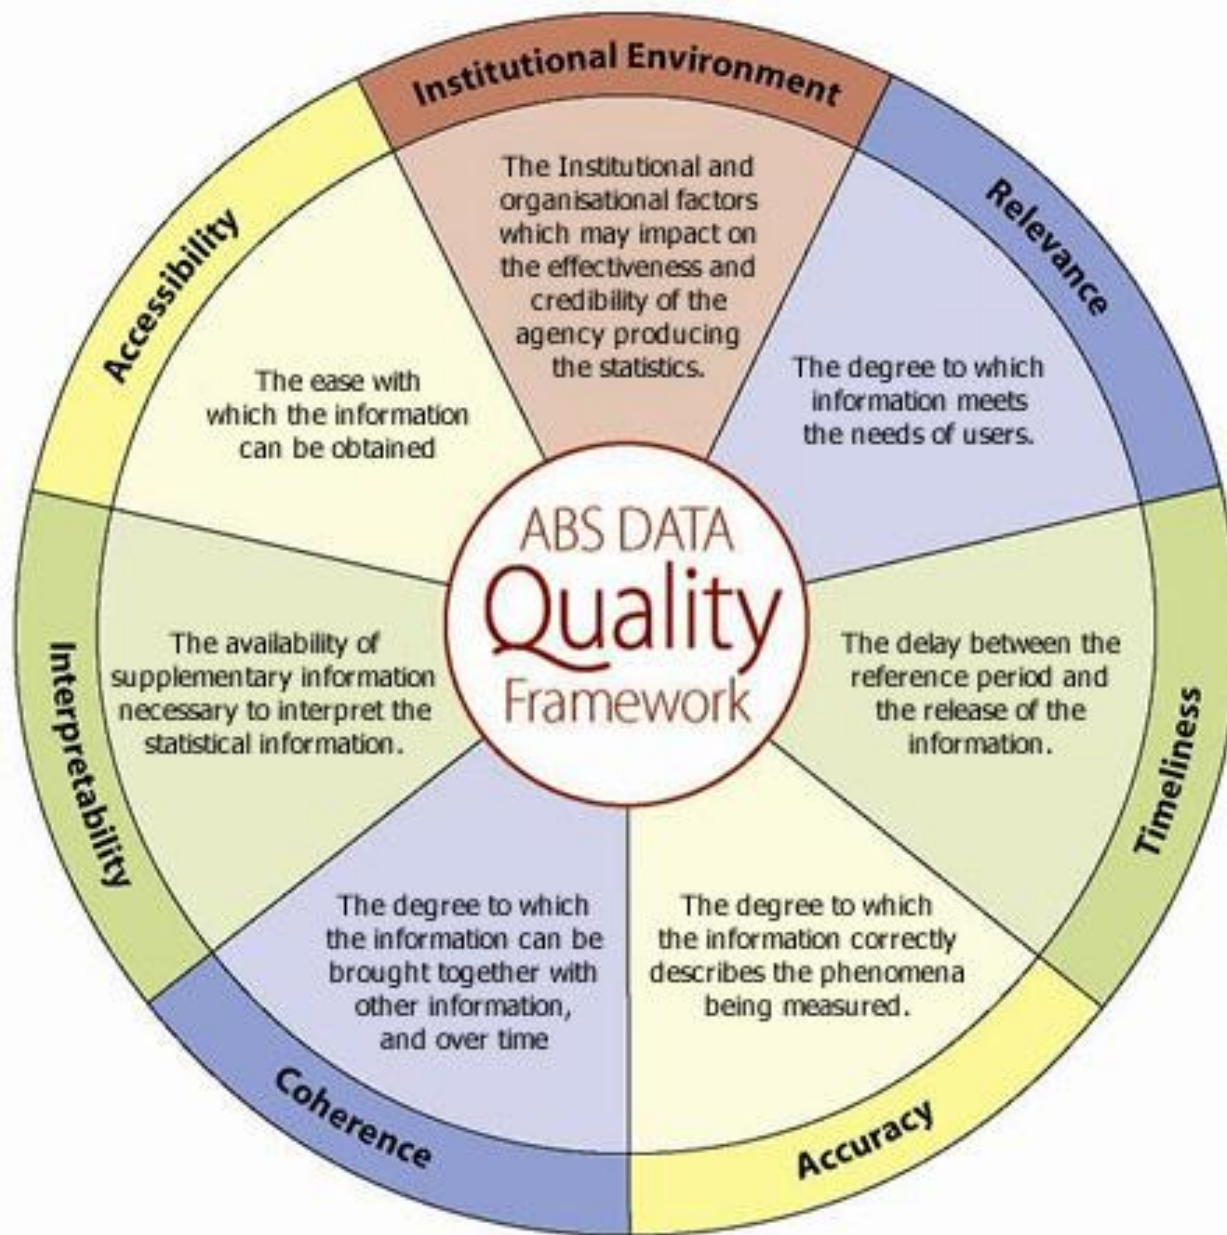 Institutional Environment
The Institutional and
organisational factors
which may impact on
the effectiveness and
credibility of the
agency producing
the statistics.
Relevance
The degree to which
information meets
the needs of users.
Timeliness
The delay between the
reference period and
the release of the
information.
Accuracy
The degree to which
the information correctly
describes the phenomena
being measured.
Coherence
The degree to which
the information can be
brought together with
other information,
and over time
Interpretability
The availability of
supplementary information
necessary to interpret the
statistical information.
Accessibility
The ease with
which the information
can be obtained
ABS DATA
Quality
Framework